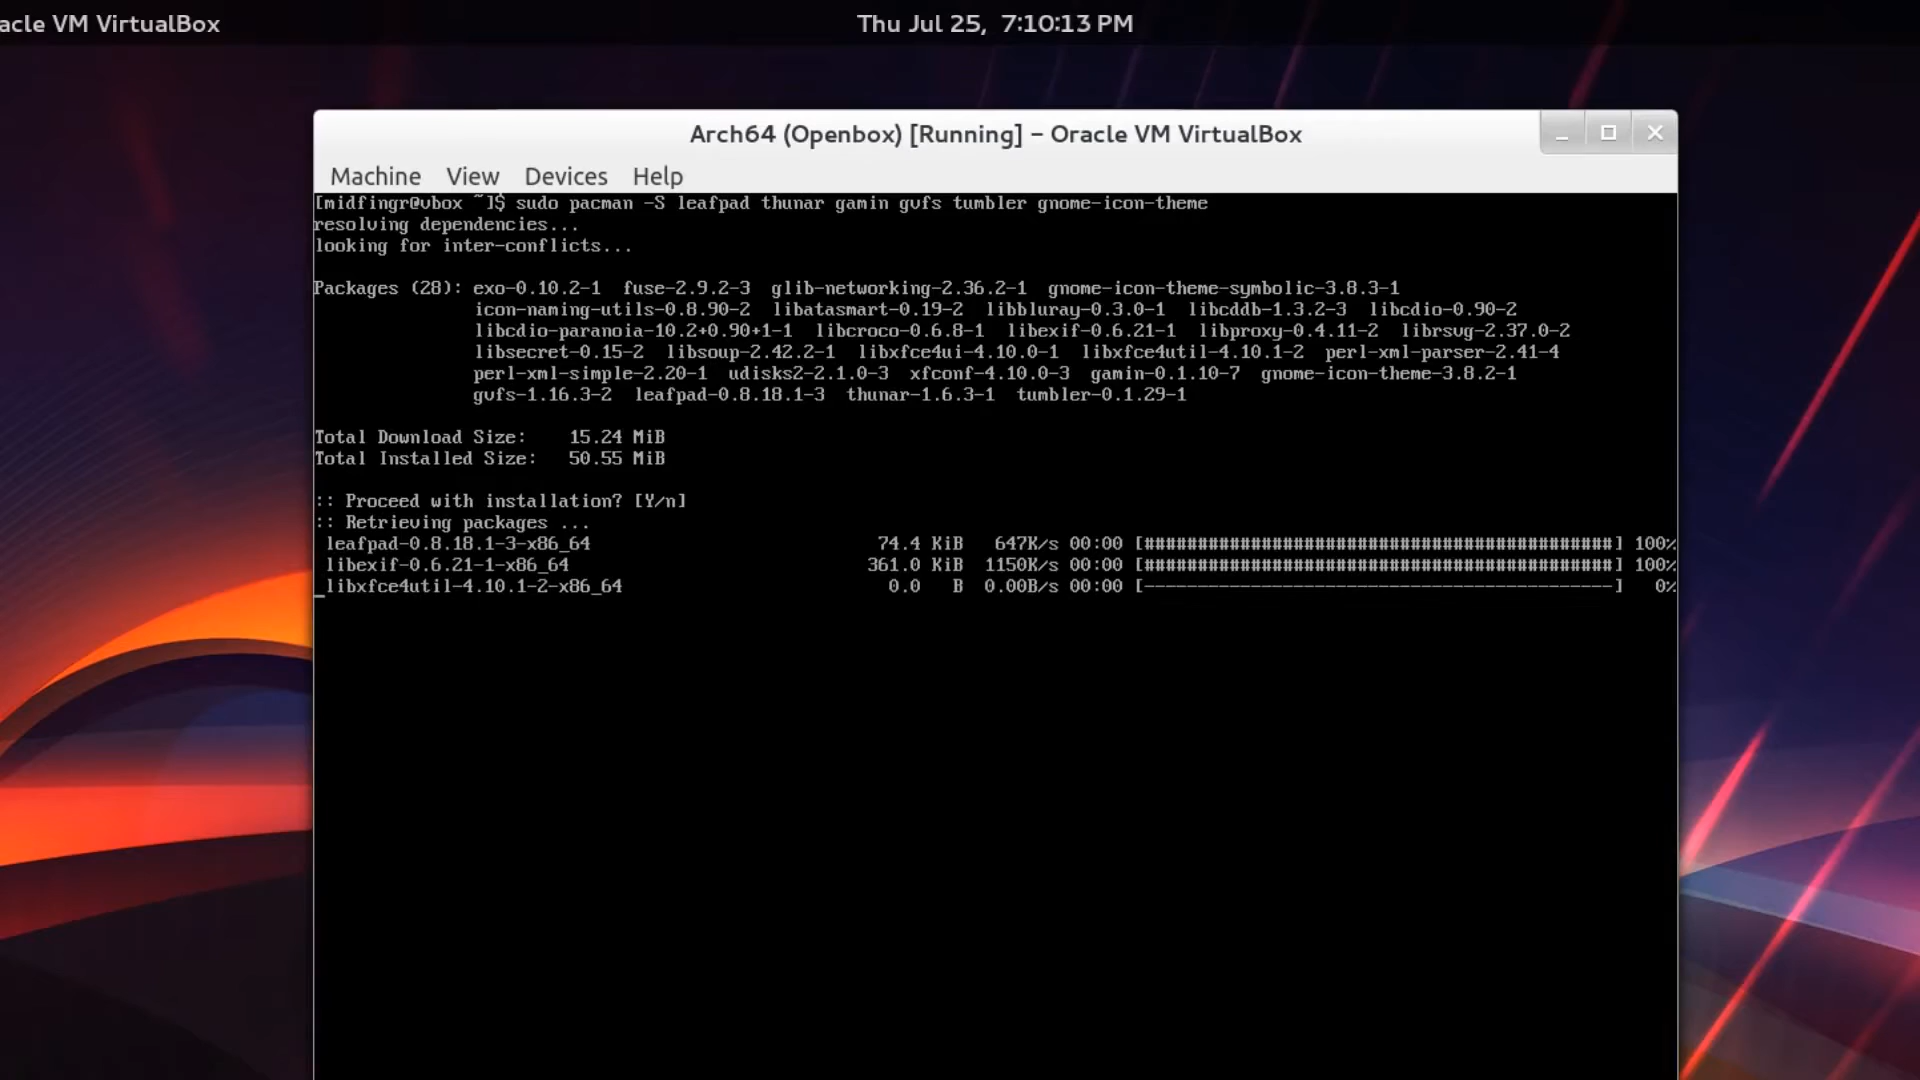 acle VM VirtualBox
Thu Jul 25, 7:10:13 PM
Arch64 (Openbox) [Running] – Oracle VM VirtualBox
Machine View Devices Help
[midfingr@vbox ~]$ sudo pacman -S leafpad thunar gamin gvfs tumbler gnome-icon-theme
resolving dependencies...
looking for inter-conflicts...
Packages (28): exo-0.10.2-1 fuse-2.9.2-3 glib-networking-2.36.2-1 gnome-icon-theme-symbolic-3.8.3-1
icon-naming-utils-0.8.90-2 libatasmart-0.19-2 libbluray-0.3.0-1 libcddb-1.3.2-3 libcdio-0.90-2
libcdio-paranoia-10.2+0.90+1-1 libcroco-0.6.8-1 libexif-0.6.21-1 libproxy-0.4.11-2 librsvg-2.37.0-2
libsecret-0.15-2 libsoup-2.42.2-1 libxfce4ui-4.10.0-1 libxfce4util-4.10.1-2 perl-xml-parser-2.41-4
perl-xml-simple-2.20-1 udisks2-2.1.0-3 xfconf-4.10.0-3 gamin-0.1.10-7 gnome-icon-theme-3.8.2-1
gvfs-1.16.3-2 leafpad-0.8.18.1-3 thunar-1.6.3-1 tumbler-0.1.29-1
Total Download Size: 15.24 MiB
Total Installed Size: 50.55 MiB
:: Proceed with installation? [Y/n]
:: Retrieving packages ...
leafpad-0.8.18.1-3-x86_64 74.4 KiB 647K/s 00:00 [############################################] 100%
libexif-0.6.21-1-x86_64 361.0 KiB 1150K/s 00:00 [############################################] 100%
_libxfce4util-4.10.1-2-x86_64 0.0 B 0.00B/s 00:00 [--------------------------------------------] 0%